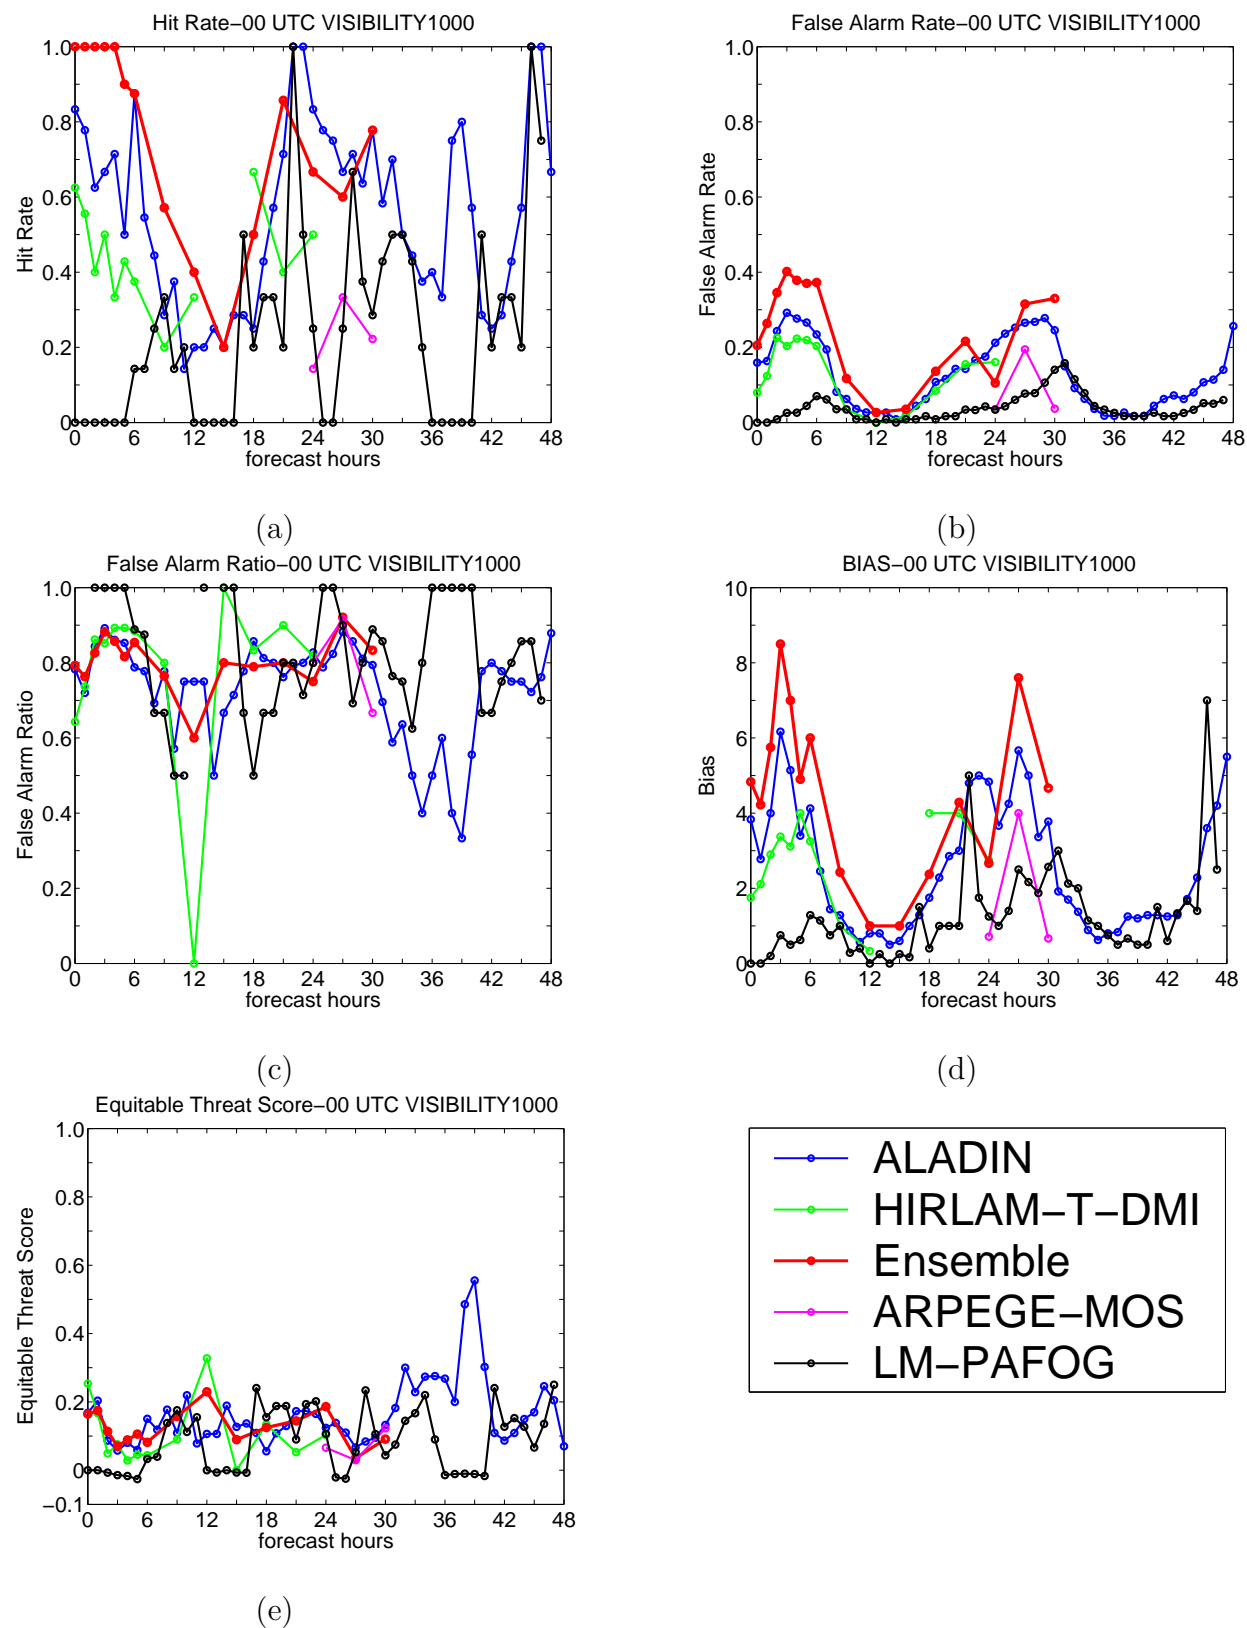 Hit Rate−00 UTC VISIBILITY1000
1.0
0.8
0.6
0.4
0.2
0
Hit Rate
0 6 12 18 24 30 36 42 48
forecast hours
(a)
False Alarm Rate−00 UTC VISIBILITY1000
1.0
0.8
0.6
0.4
0.2
0
False Alarm Rate
0 6 12 18 24 30 36 42 48
forecast hours
(b)
False Alarm Ratio−00 UTC VISIBILITY1000
1.0
0.8
0.6
0.4
0.2
0
False Alarm Ratio
0 6 12 18 24 30 36 42 48
forecast hours
(c)
BIAS−00 UTC VISIBILITY1000
10
8
6
4
2
0
Bias
0 6 12 18 24 30 36 42 48
forecast hours
(d)
Equitable Threat Score−00 UTC VISIBILITY1000
1.0
0.8
0.6
0.4
0.2
0
−0.1
Equitable Threat Score
0 6 12 18 24 30 36 42 48
forecast hours
(e)
ALADIN
HIRLAM−T−DMI
Ensemble
ARPEGE−MOS
LM−PAFOG